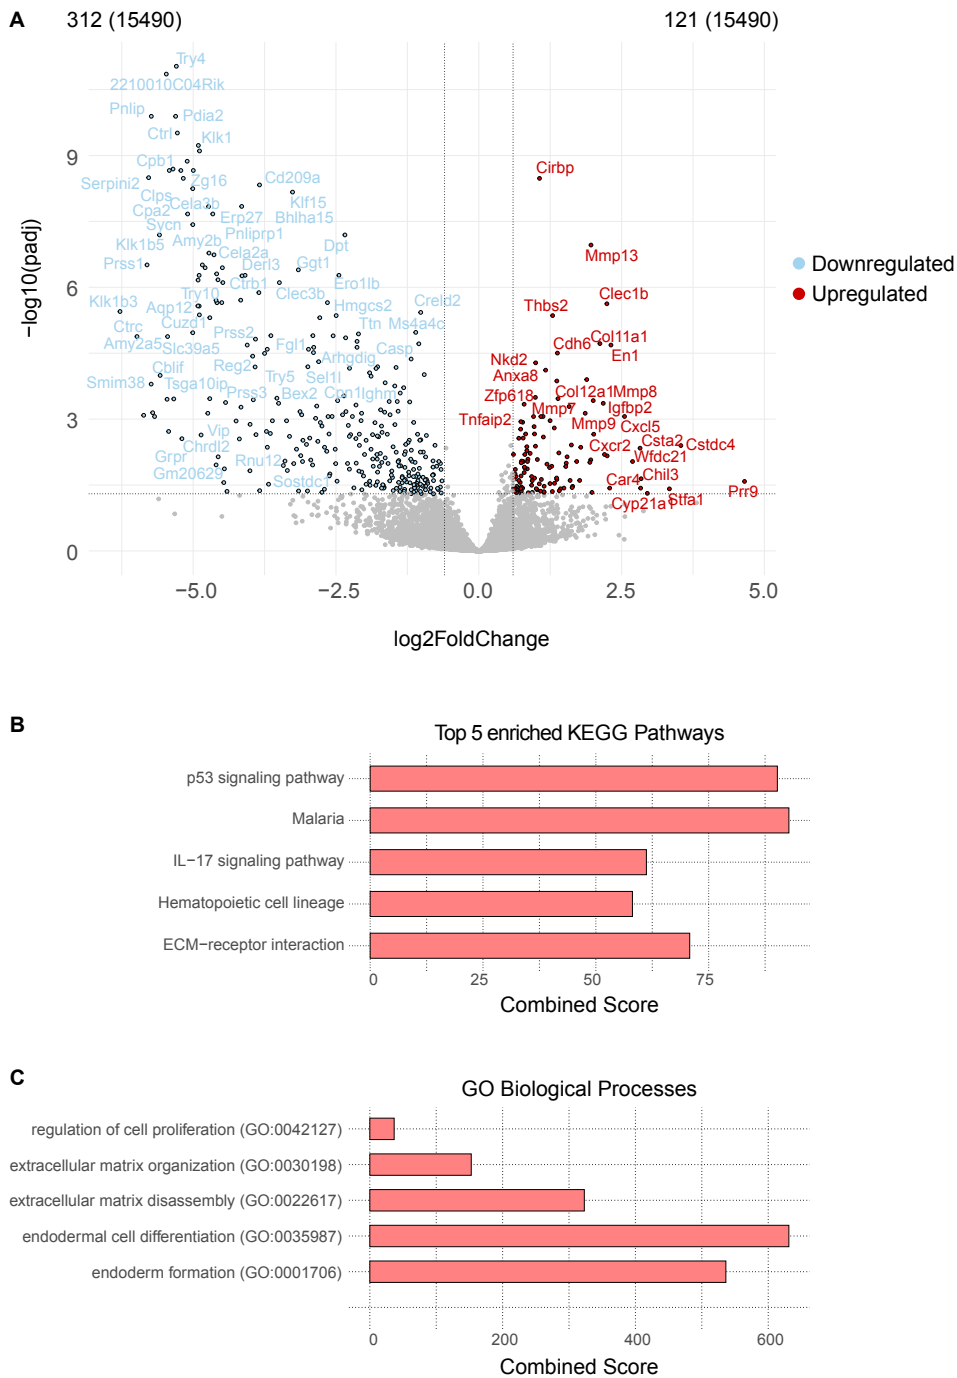 A
312 (15490)
121 (15490)
Try4
2210010C04Rik
Pnlip
Pdia2
Ctrl
Klk1
Cpb1
Serpini2
Zg16
Cd209a
Clps
Cela3b
Klf15
Cpa2
Erp27
Bhlha15
Sycn
Pnliprp1
Klk1b5
Amy2b
Dpt
Cela2a
Prss1
Derl3
Ggt1
Ctrb1
Ero1lb
Try10
Clec3b
Klk1b3
Aqp12
Hmgcs2
Creld2
Ctrc
Cuzd1
Ttn
Ms4a4c
Prss2
Amy2a5
Slc39a5
Fgl1
Arhgdig
Casp
Cblif
Reg2
Smim38
Tsga10ip
Try5
Sel1l
Prss3
Bex2
Cpn1
Ighm
Vip
Chrdl2
Grpr
Rnu12
Gm20629
Sostdc1
Cirbp
Mmp13
Clec1b
Thbs2
Cdh6
Col11a1
En1
Nkd2
Anxa8
Col12a1
Mmp8
Zfp618
Mmp7
Igfbp2
Tnfaip2
Mmp9
Cxcl5
Cxcr2
Csta2
Cstdc4
Wfdc21
Car4
Chil3
Cyp21a1
Stfa1
Prr9
9
6
3
0
−log10(padj)
−5.0
−2.5
0.0
2.5
5.0
log2FoldChange
Downregulated
Upregulated
B
Top 5 enriched KEGG Pathways
p53 signaling pathway
Malaria
IL−17 signaling pathway
Hematopoietic cell lineage
ECM−receptor interaction
0
25
50
75
Combined Score
C
GO Biological Processes
regulation of cell proliferation (GO:0042127)
extracellular matrix organization (GO:0030198)
extracellular matrix disassembly (GO:0022617)
endodermal cell differentiation (GO:0035987)
endoderm formation (GO:0001706)
0
200
400
600
Combined Score